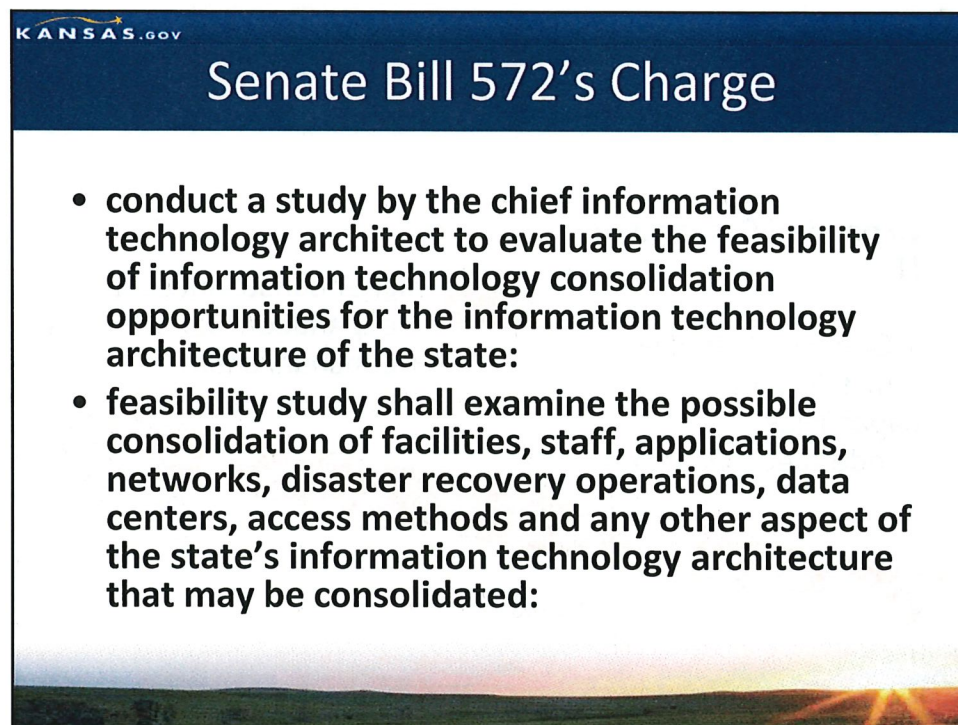 KANSAS.GOV
Senate Bill 572's Charge
• conduct a study by the chief information
technology architect to evaluate the feasibility
of information technology consolidation
opportunities for the information technology
architecture of the state:
• feasibility study shall examine the possible
consolidation of facilities, staff, applications,
networks, disaster recovery operations, data
centers, access methods and any other aspect of
the state's information technology architecture
that may be consolidated: